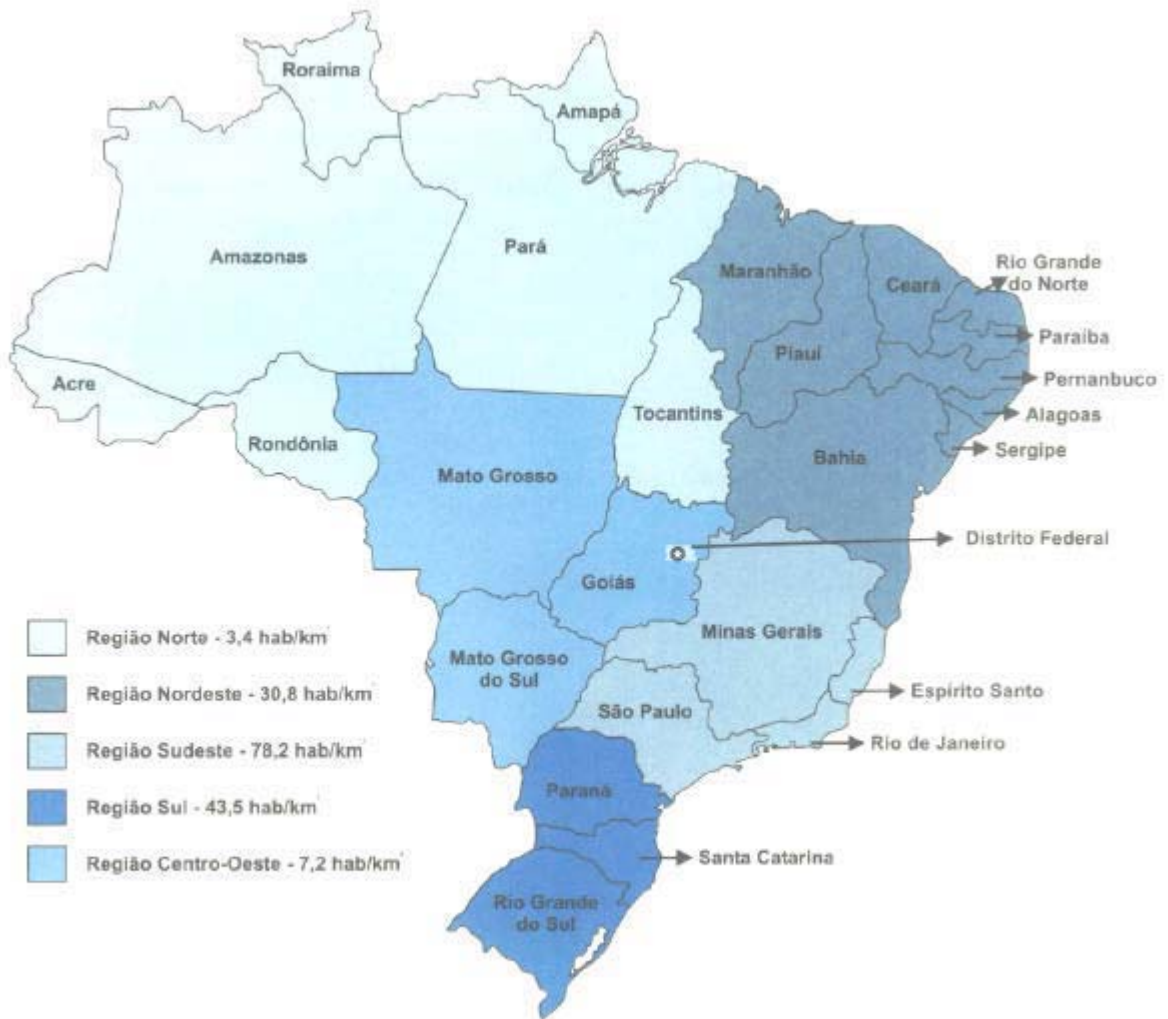 Roraima
Amapá
Amazonas
Pará
Maranhão
Ceará
Rio Grande
do Norte
Paraíba
Piauí
Pernanbuco
Acre
Tocantins
Alagoas
Rondônia
Bahia
Sergipe
Mato Grosso
Distrito Federal
Goiás
Minas Gerais
Mato Grosso
do Sul
Espírito Santo
São Paulo
Rio de Janeiro
Paraná
Santa Catarina
Rio Grande
do Sul
Região Norte - 3,4 hab/km
Região Nordeste - 30,8 hab/km
Região Sudeste - 78,2 hab/km
Região Sul - 43,5 hab/km
Região Centro-Oeste - 7,2 hab/km